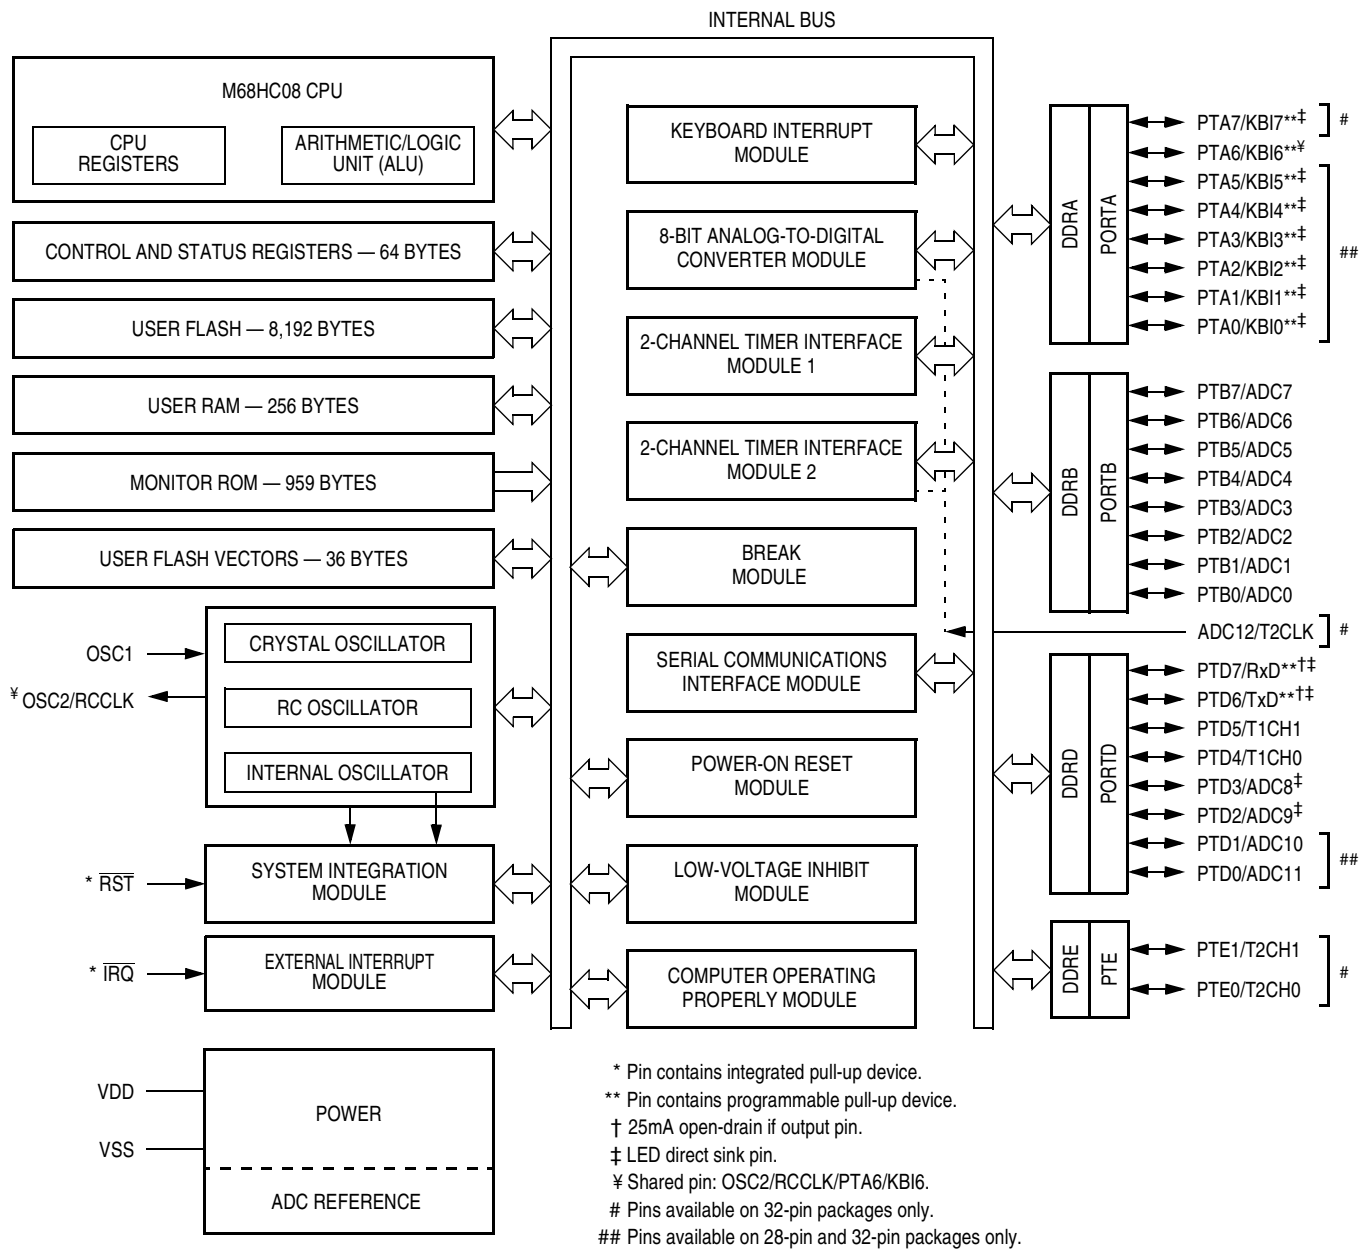 INTERNAL BUS
M68HC08 CPU
CPU
REGISTERS
ARITHMETIC/LOGIC
UNIT (ALU)
CONTROL AND STATUS REGISTERS — 64 BYTES
USER FLASH — 8,192 BYTES
USER RAM — 256 BYTES
MONITOR ROM — 959 BYTES
USER FLASH VECTORS — 36 BYTES
OSC1
¥ OSC2/RCCLK
CRYSTAL OSCILLATOR
RC OSCILLATOR
INTERNAL OSCILLATOR
* RST
SYSTEM INTEGRATION
MODULE
* IRQ
EXTERNAL INTERRUPT
MODULE
VDD
VSS
POWER
ADC REFERENCE
KEYBOARD INTERRUPT
MODULE
8-BIT ANALOG-TO-DIGITAL
CONVERTER MODULE
2-CHANNEL TIMER INTERFACE
MODULE 1
2-CHANNEL TIMER INTERFACE
MODULE 2
BREAK
MODULE
SERIAL COMMUNICATIONS
INTERFACE MODULE
POWER-ON RESET
MODULE
LOW-VOLTAGE INHIBIT
MODULE
COMPUTER OPERATING
PROPERLY MODULE
DDRA
PORTA
PTA7/KBI7**‡
#
PTA6/KBI6**¥
PTA5/KBI5**‡
PTA4/KBI4**‡
PTA3/KBI3**‡
PTA2/KBI2**‡
PTA1/KBI1**‡
PTA0/KBI0**‡
##
DDRB
PORTB
PTB7/ADC7
PTB6/ADC6
PTB5/ADC5
PTB4/ADC4
PTB3/ADC3
PTB2/ADC2
PTB1/ADC1
PTB0/ADC0
ADC12/T2CLK
#
DDRD
PORTD
PTD7/RxD**†‡
PTD6/TxD**†‡
PTD5/T1CH1
PTD4/T1CH0
PTD3/ADC8‡
PTD2/ADC9‡
PTD1/ADC10
PTD0/ADC11
##
DDRE
PTE
PTE1/T2CH1
PTE0/T2CH0
#
* Pin contains integrated pull-up device.
** Pin contains programmable pull-up device.
† 25mA open-drain if output pin.
‡ LED direct sink pin.
¥ Shared pin: OSC2/RCCLK/PTA6/KBI6.
# Pins available on 32-pin packages only.
## Pins available on 28-pin and 32-pin packages only.